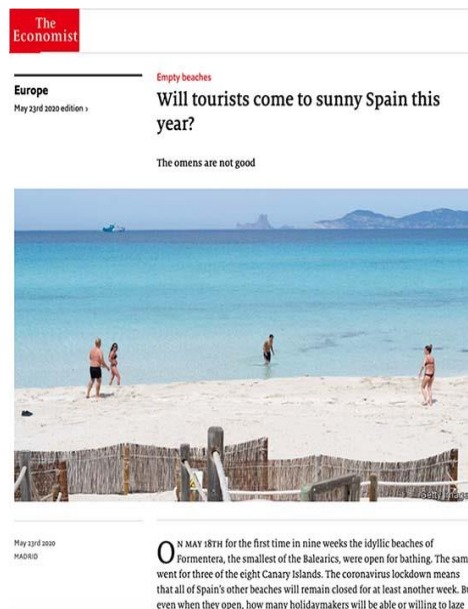 The
Economist
Europe
May 23rd 2020 edition ›
Empty beaches
Will tourists come to sunny Spain this
year?
The omens are not good
Getty Images
May 23rd 2020
MADRID
ON MAY 18TH for the first time in nine weeks the idyllic beaches of
Formentera, the smallest of the Balearics, were open for bathing. The sam
went for three of the eight Canary Islands. The coronavirus lockdown means
that all of Spain's other beaches will remain closed for at least another week. Bu
even when they open, how many holidaymakers will be able or willing to laze